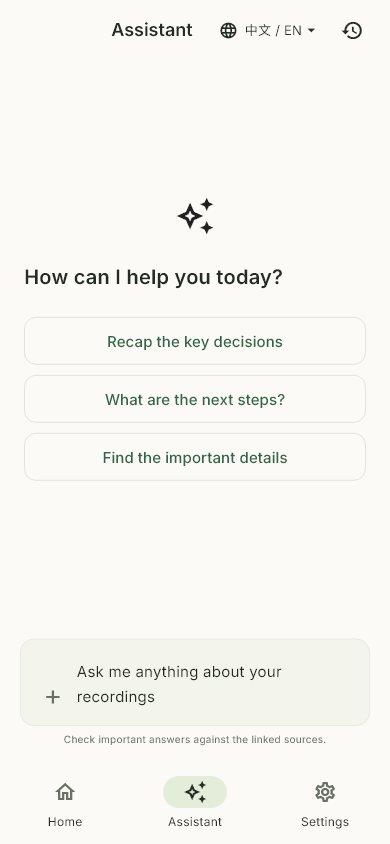 Assistant
中文 / EN
How can I help you today?
Recap the key decisions
What are the next steps?
Find the important details
Ask me anything about your
recordings
Check important answers against the linked sources.
Home
Assistant
Settings